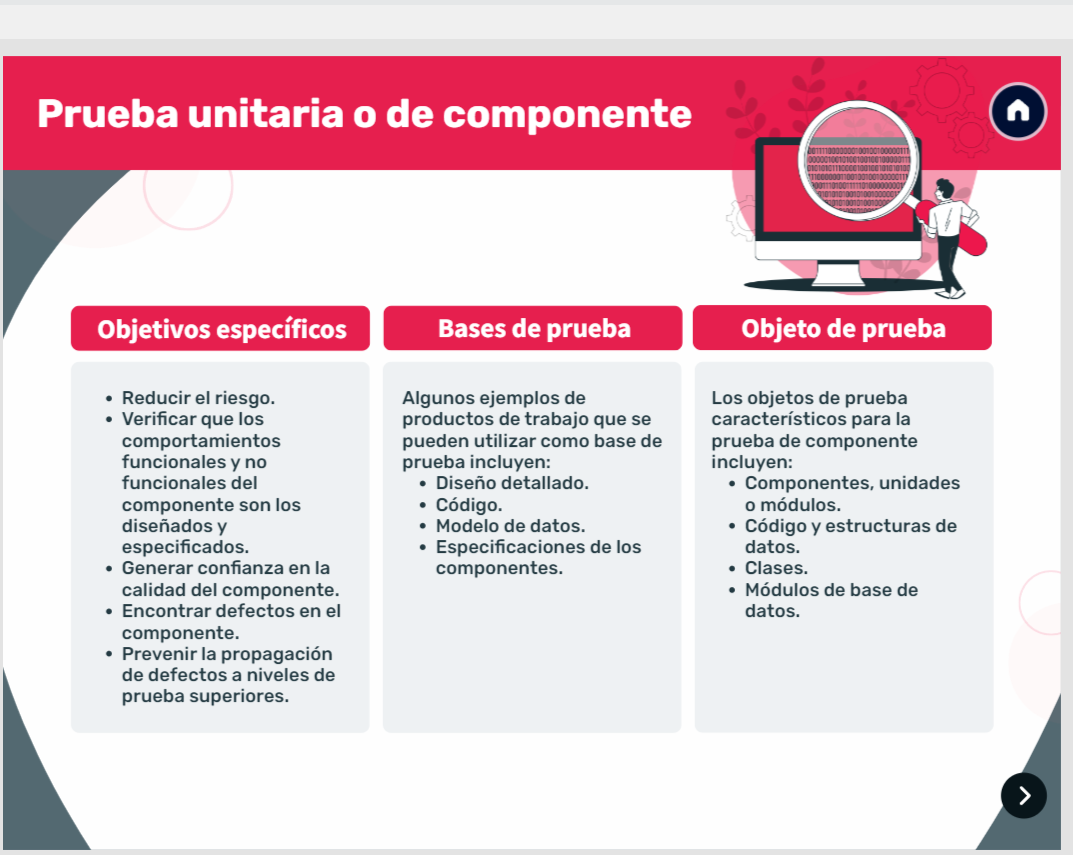 Prueba unitaria o de componente
Objetivos específicos
• Reducir el riesgo.
• Verificar que los
comportamientos
funcionales y no
funcionales del
componente son los
diseñados y
especificados.
• Generar confianza en la
calidad del componente.
• Encontrar defectos en el
componente.
• Prevenir la propagación
de defectos a niveles de
prueba superiores.
Bases de prueba
Algunos ejemplos de
productos de trabajo que se
pueden utilizar como base de
prueba incluyen:
• Diseño detallado.
• Código.
• Modelo de datos.
• Especificaciones de los
componentes.
Objeto de prueba
Los objetos de prueba
característicos para la
prueba de componente
incluyen:
• Componentes, unidades
o módulos.
• Código y estructuras de
datos.
• Clases.
• Módulos de base de
datos.